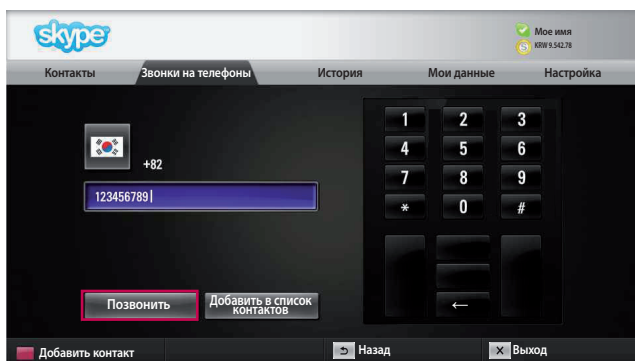 skype
Мое имя
KRW 9.542.78
Контакты Звонки на телефоны История Мои данные Настройка
+82
123456789
1 2 3
4 5 6
7 8 9
* 0 #
←
Позвонить
Добавить в список
контактов
Добавить контакт Назад X Выход